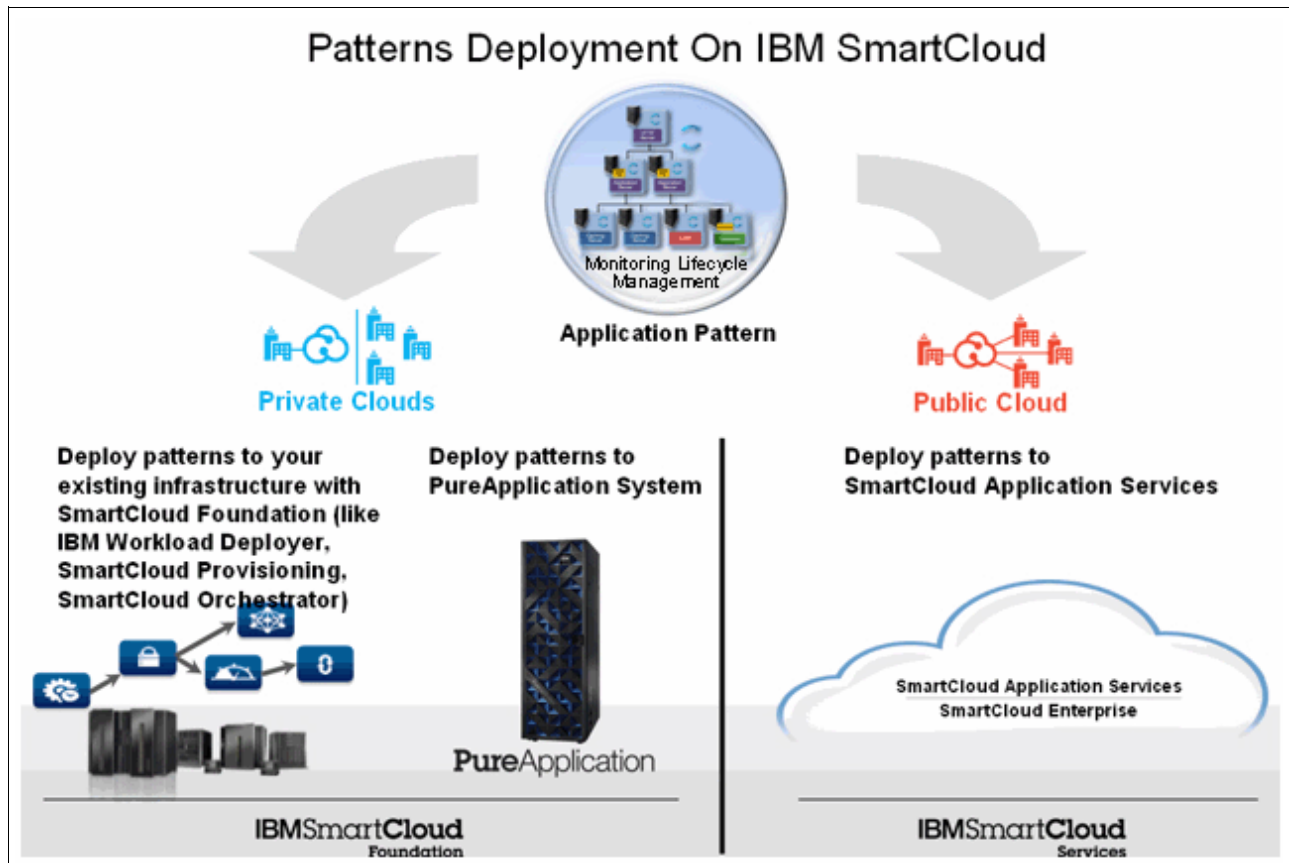 Patterns Deployment On IBM SmartCloud
Monitoring Lifecycle
Management
Application Pattern
Private Clouds
Public Cloud
Deploy patterns to your
existing infrastructure with
SmartCloud Foundation (like
IBM Workload Deployer,
SmartCloud Provisioning,
SmartCloud Orchestrator)
Deploy patterns to
PureApplication System
Deploy patterns to
SmartCloud Application Services
SmartCloud Application Services
SmartCloud Enterprise
PureApplication
IBMSmartCloud
Foundation
IBMSmartCloud
Services